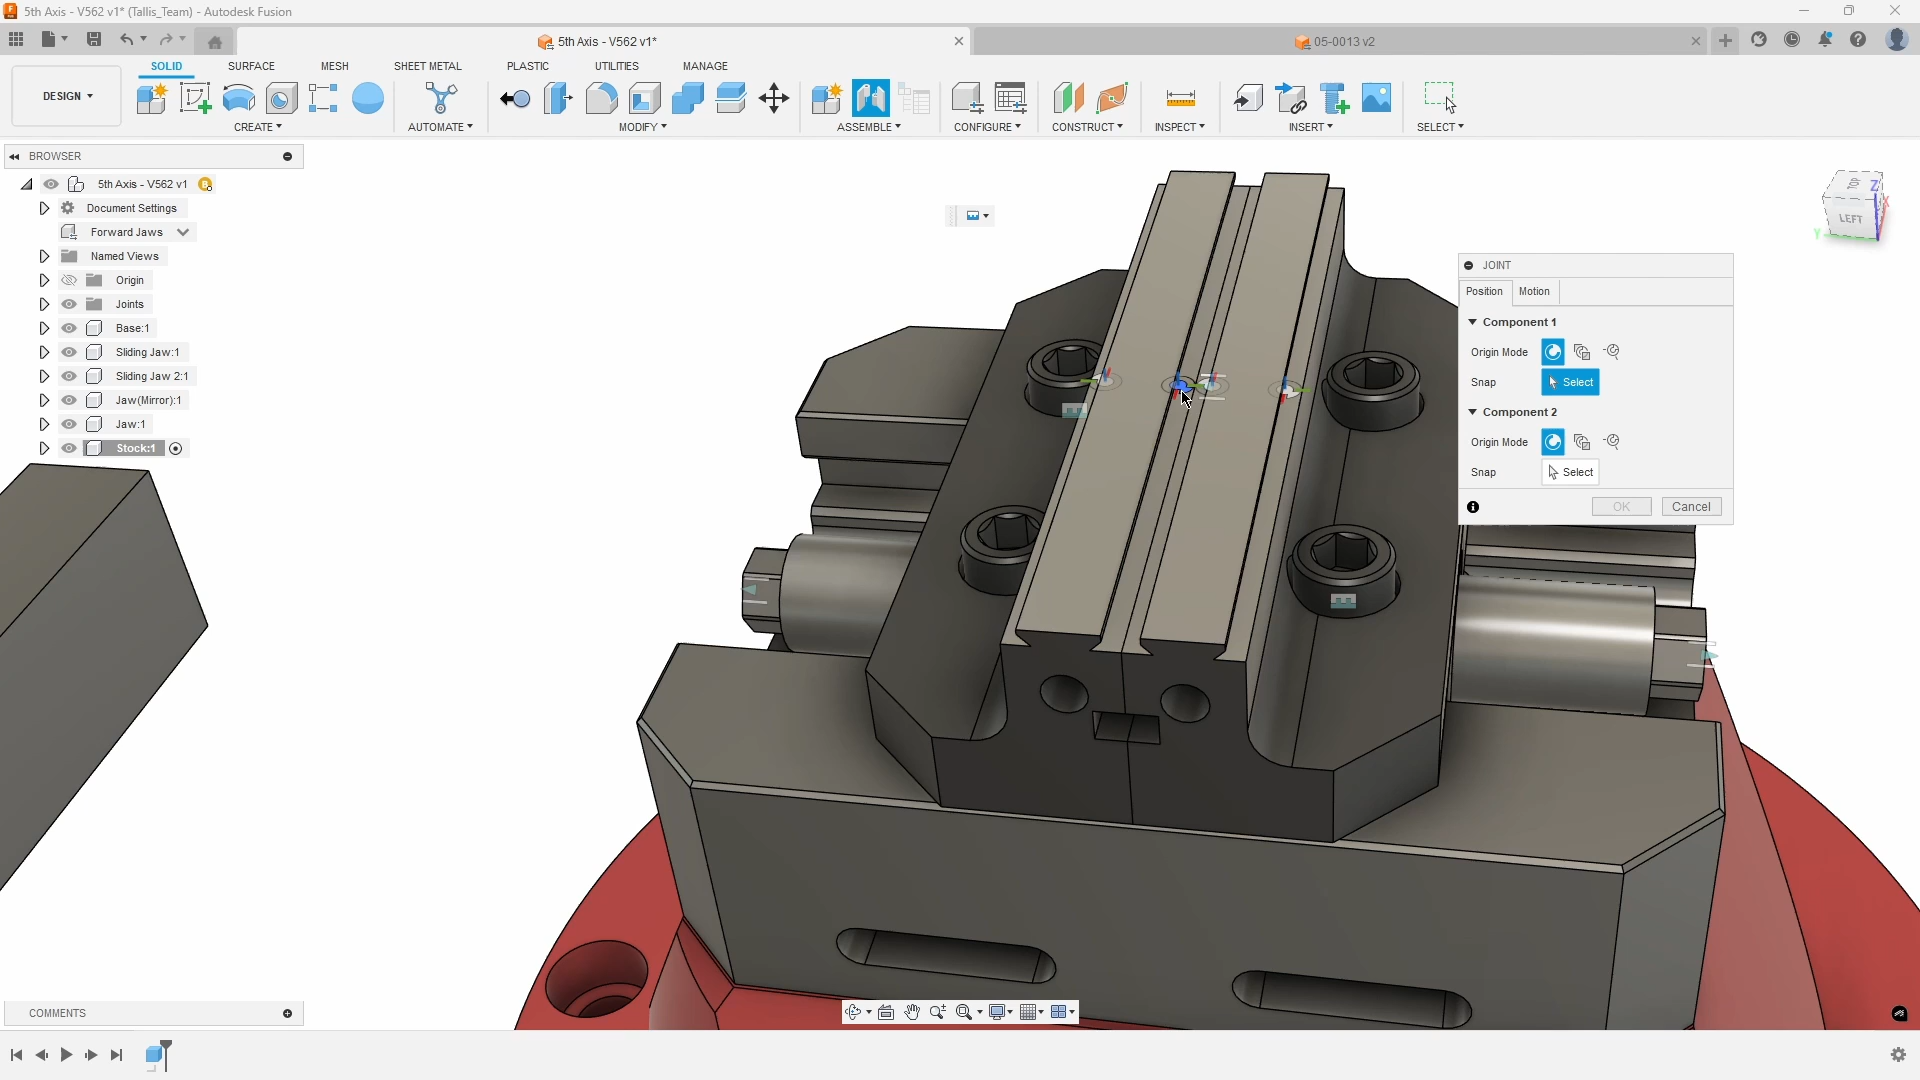 5th Axis - V562 v1* (Tallis_Team) - Autodesk Fusion
5th Axis - V562 v1*
05-0013 v2
DESIGN
SOLID
SURFACE
MESH
SHEET METAL
PLASTIC
UTILITIES
MANAGE
CREATE
AUTOMATE
MODIFY
ASSEMBLE
CONFIGURE
CONSTRUCT
INSPECT
INSERT
SELECT
BROWSER
5th Axis - V562 v1
Document Settings
Forward Jaws
Named Views
Origin
Joints
Base:1
Sliding Jaw:1
Sliding Jaw 2:1
Jaw(Mirror):1
Jaw:1
Stock:1
TOP
LEFT
Z
X
Y
JOINT
Position
Motion
Component 1
Origin Mode
Snap
Select
Component 2
Origin Mode
Snap
Select
OK
Cancel
COMMENTS